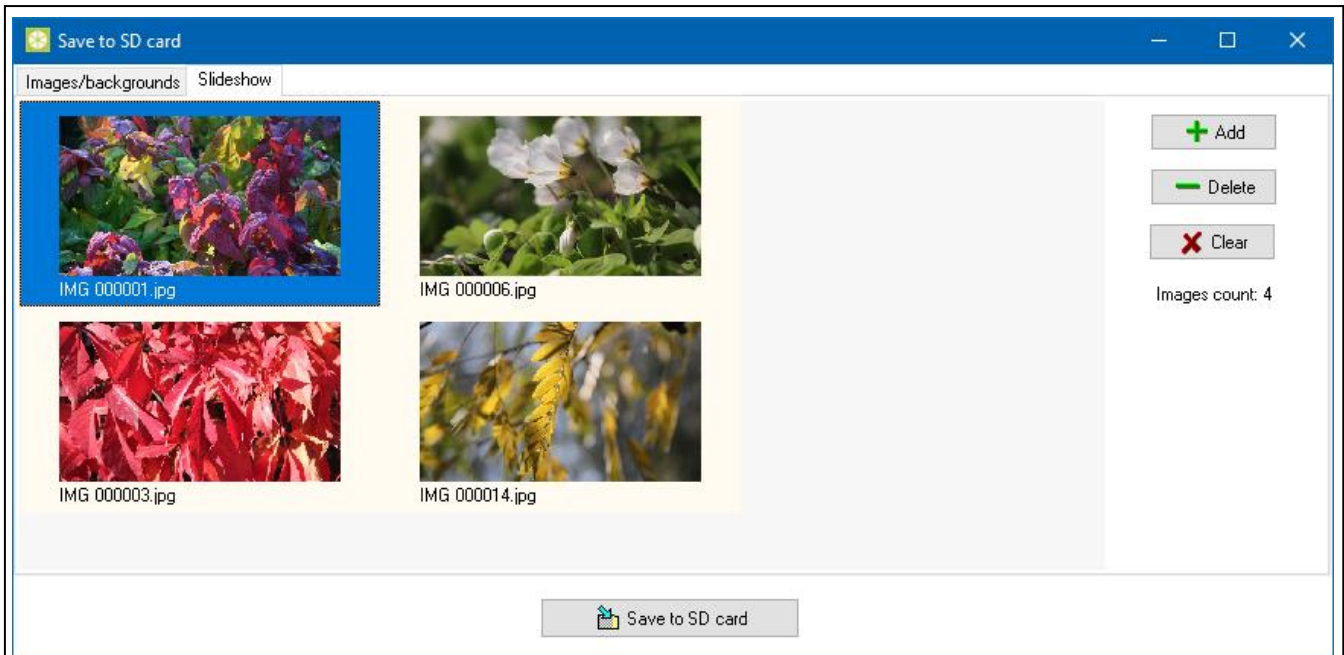 Save to SD card
Images/backgrounds Slideshow
IMG 000001.jpg
IMG 000006.jpg
IMG 000003.jpg
IMG 000014.jpg
Add
Delete
Clear
Images count: 4
Save to SD card